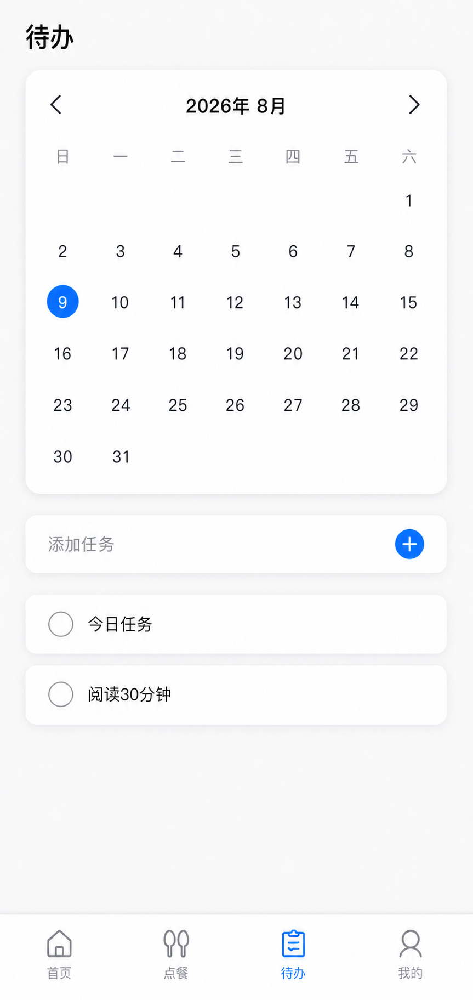 待办
2026年 8月
日 一 二 三 四 五 六
1
2 3 4 5 6 7 8
9 10 11 12 13 14 15
16 17 18 19 20 21 22
23 24 25 26 27 28 29
30 31
添加任务
今日任务
阅读30分钟
首页 点餐 待办 我的